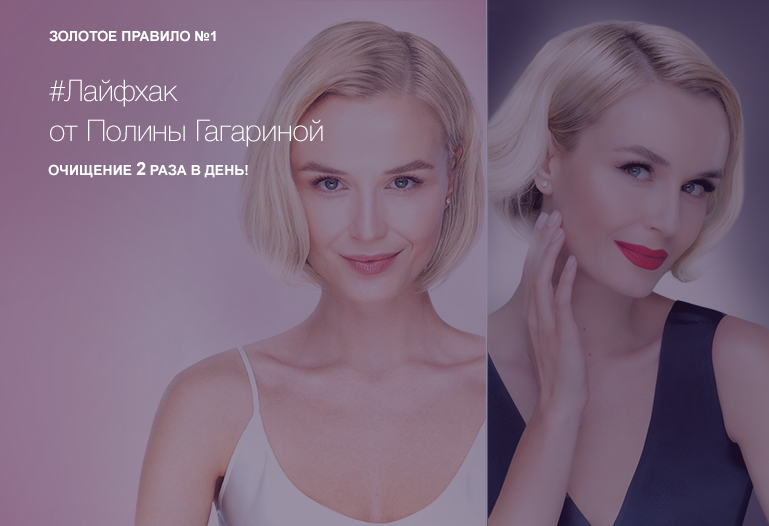 ЗОЛОТОЕ ПРАВИЛО №1
#Лайфхак
от Полины Гагариной
ОЧИЩЕНИЕ 2 РАЗА В ДЕНЬ!